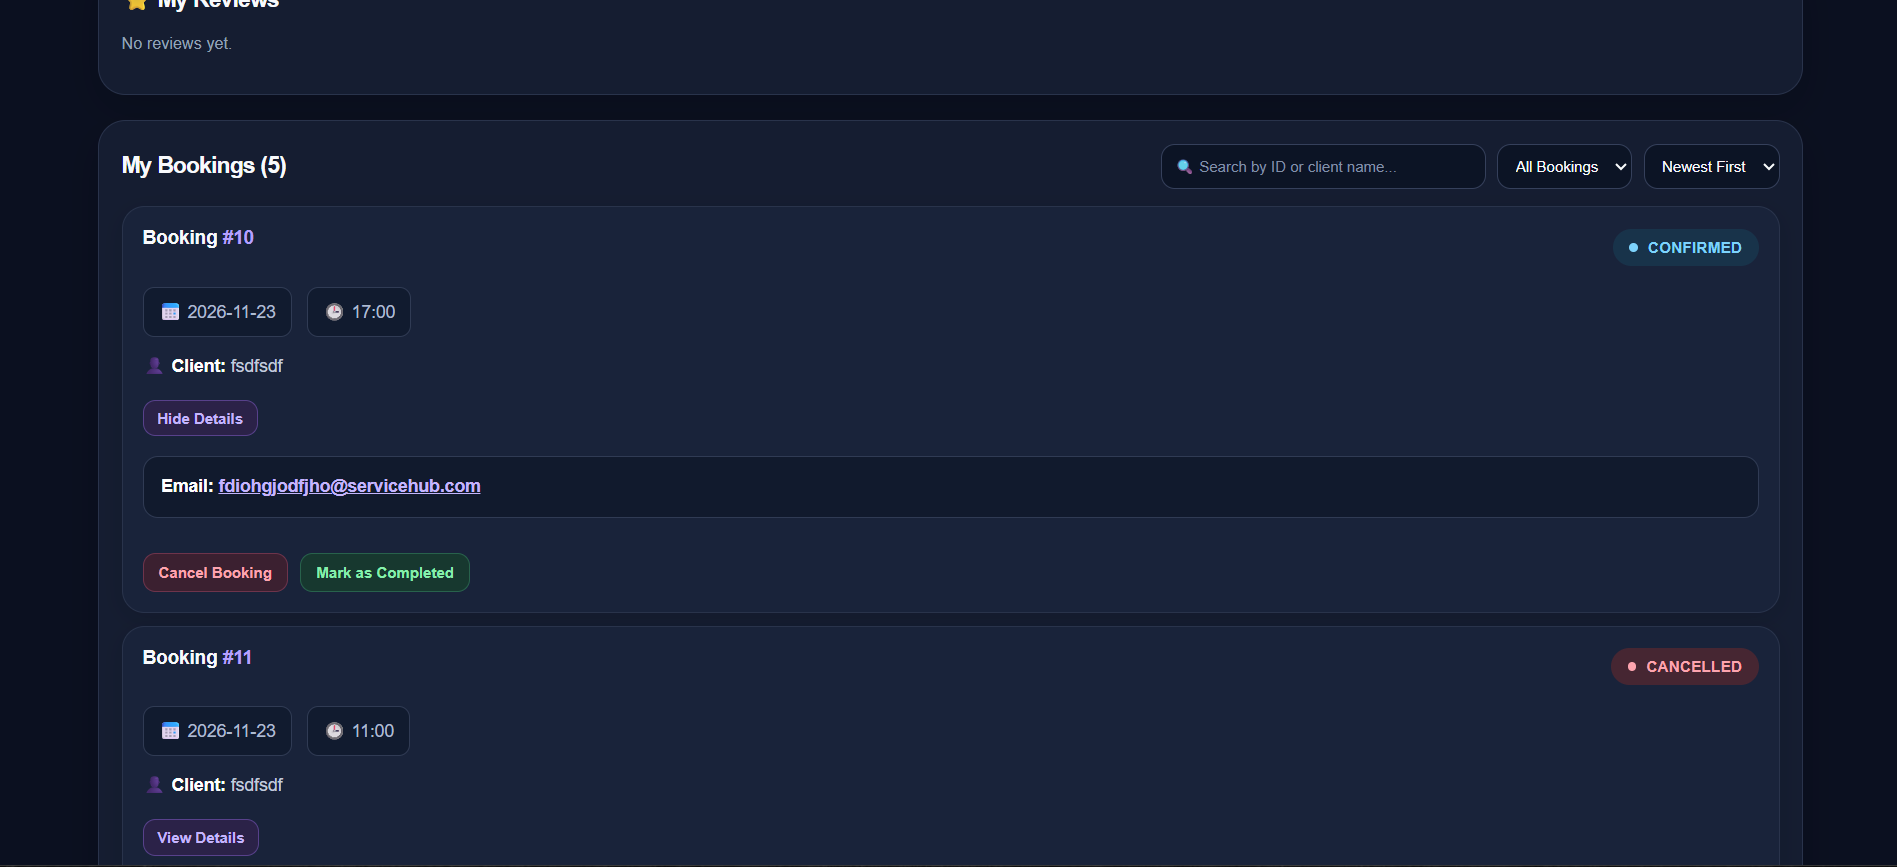 My Reviews
No reviews yet.
My Bookings (5)
Search by ID or client name...
All Bookings
Newest First
Booking #10
CONFIRMED
2026-11-23
17:00
Client: fsdfsdf
Hide Details
Email: fdiohgjodfjho@servicehub.com
Cancel Booking
Mark as Completed
Booking #11
CANCELLED
2026-11-23
11:00
Client: fsdfsdf
View Details